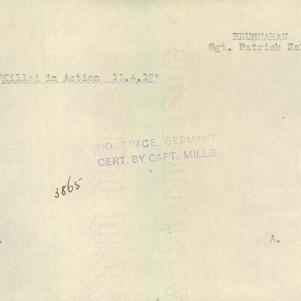 BRUSNAHAN
Sgt. Patrick
"Killed in Action 11.4.17"
NO TRACE GERMANY
CERT. BY CAPT. MILLS.
3865
A.